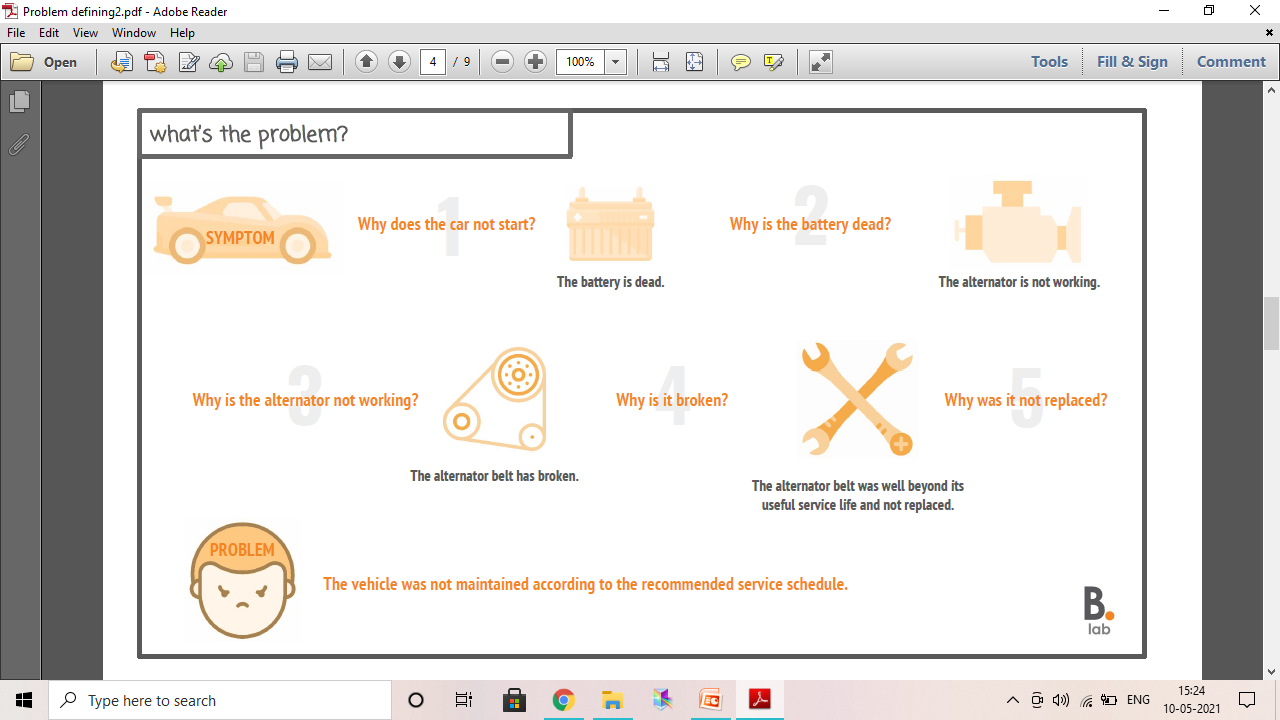 Problem defining2.pdf - Adobe Reader
File Edit View Window Help
Open 4 / 9 100% Tools Fill & Sign Comment
what's the problem?
SYMPTOM
1
Why does the car not start?
The battery is dead.
2
Why is the battery dead?
The alternator is not working.
3
Why is the alternator not working?
The alternator belt has broken.
4
Why is it broken?
The alternator belt was well beyond its
useful service life and not replaced.
5
Why was it not replaced?
PROBLEM
The vehicle was not maintained according to the recommended service schedule.
B.
lab
Type here to search
ENG
15:24
10-05-2021